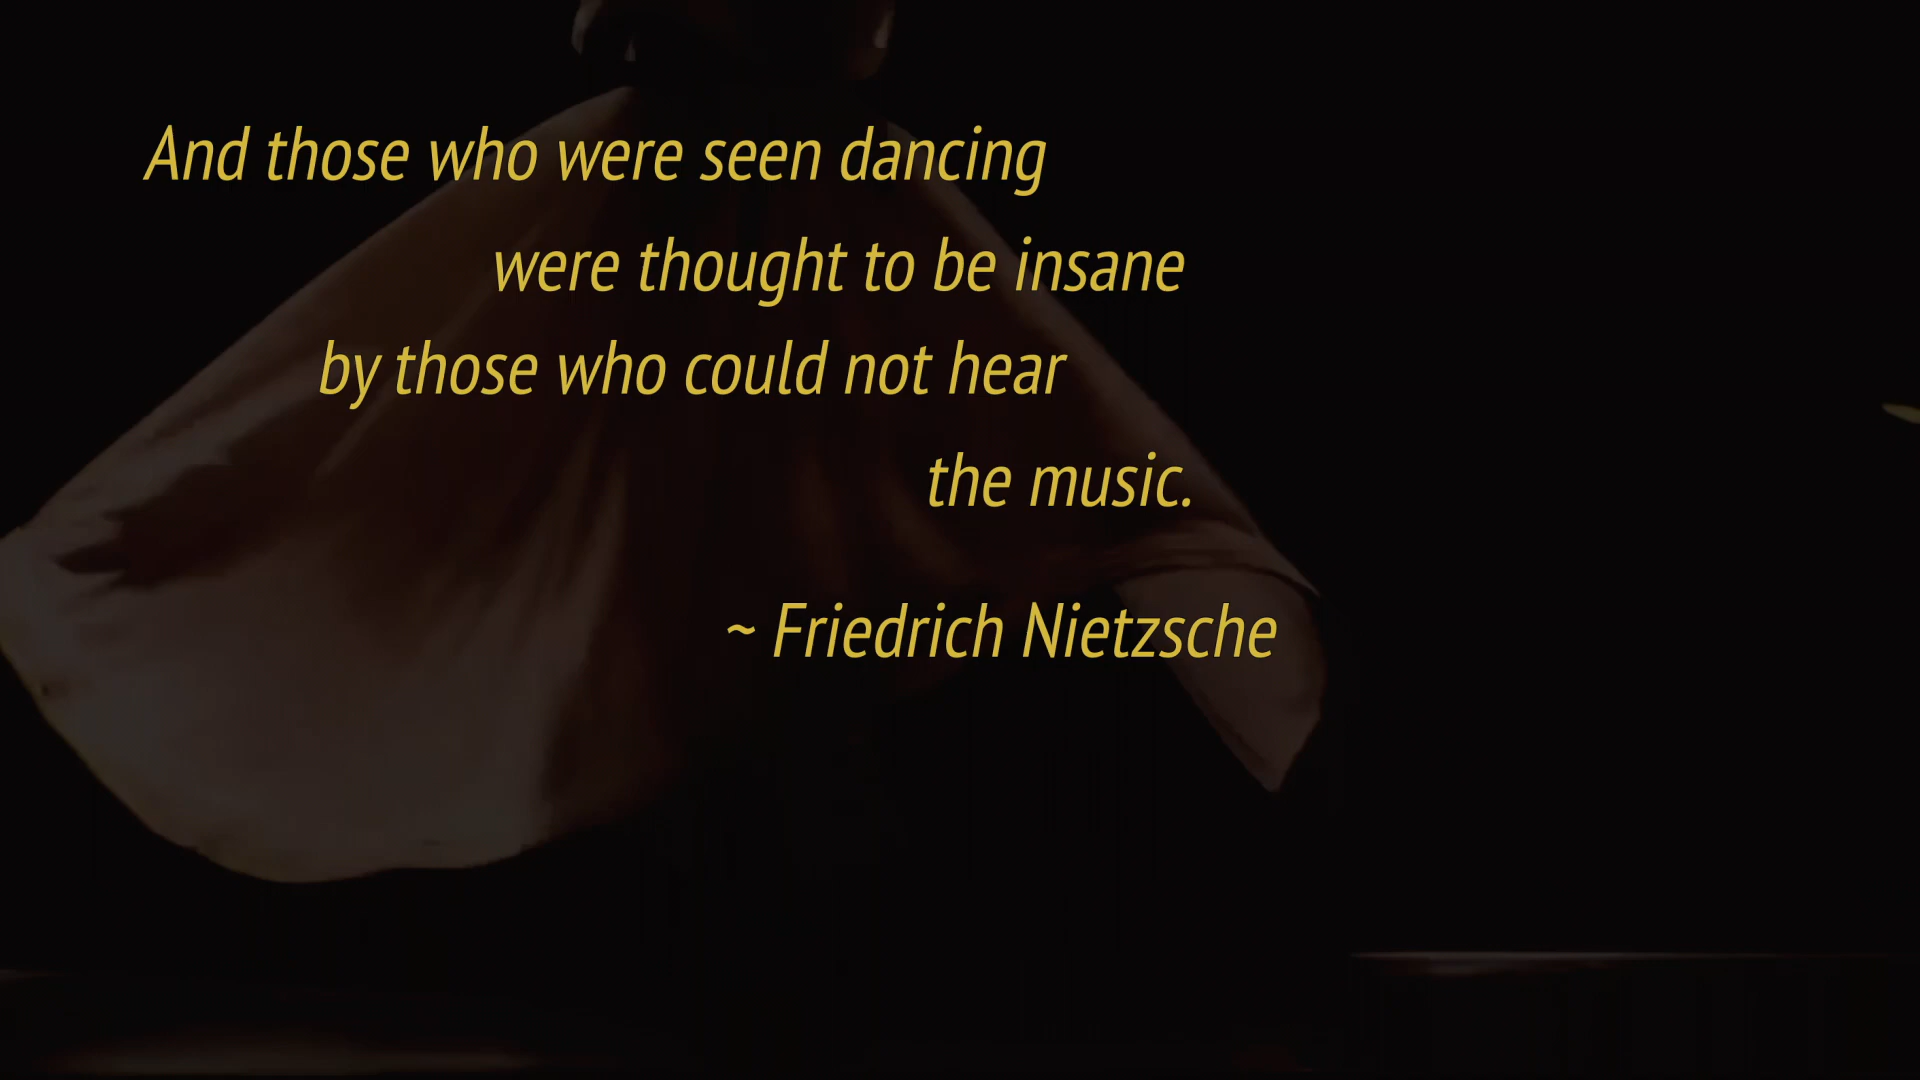 And those who were seen dancing
were thought to be insane
by those who could not hear
the music.
~ Friedrich Nietzsche